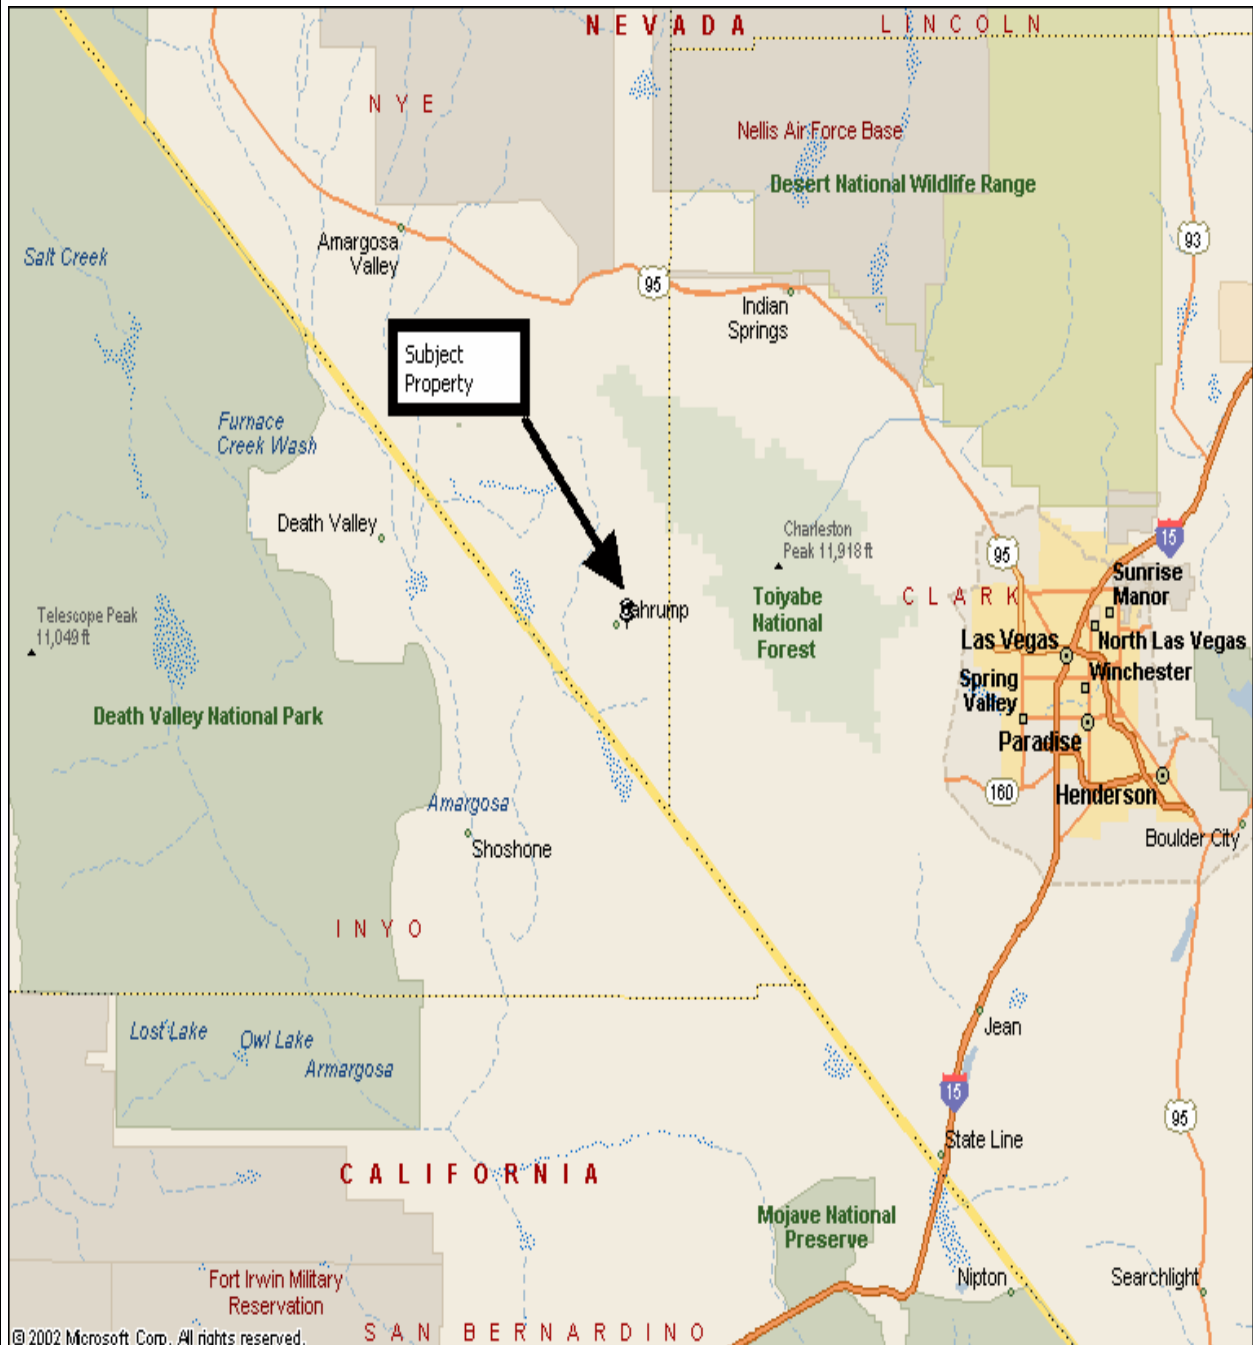 NEVADA
LINCOLN
NYE
Nellis Air Force Base
Desert National Wildlife Range
Salt Creek
Amargosa
Valley
93
95
Indian
Springs
Subject
Property
Furnace
Creek Wash
Death Valley
Charleston
Peak 11,918 ft
95
15
Sunrise
Manor
CLARK
Toiyabe
National
Forest
Telescope Peak
11,049 ft
Las Vegas
North Las Vegas
Winchester
Spring
Valley
Death Valley National Park
Paradise
160
Henderson
Amargosa
Boulder City
Shoshone
INYO
Jean
Lost Lake
Owl Lake
Armargosa
15
95
State Line
CALIFORNIA
Mojave National
Preserve
Fort Irwin Military
Reservation
Nipton
Searchlight
© 2002 Microsoft Corp. All rights reserved.
SAN BERNARDINO